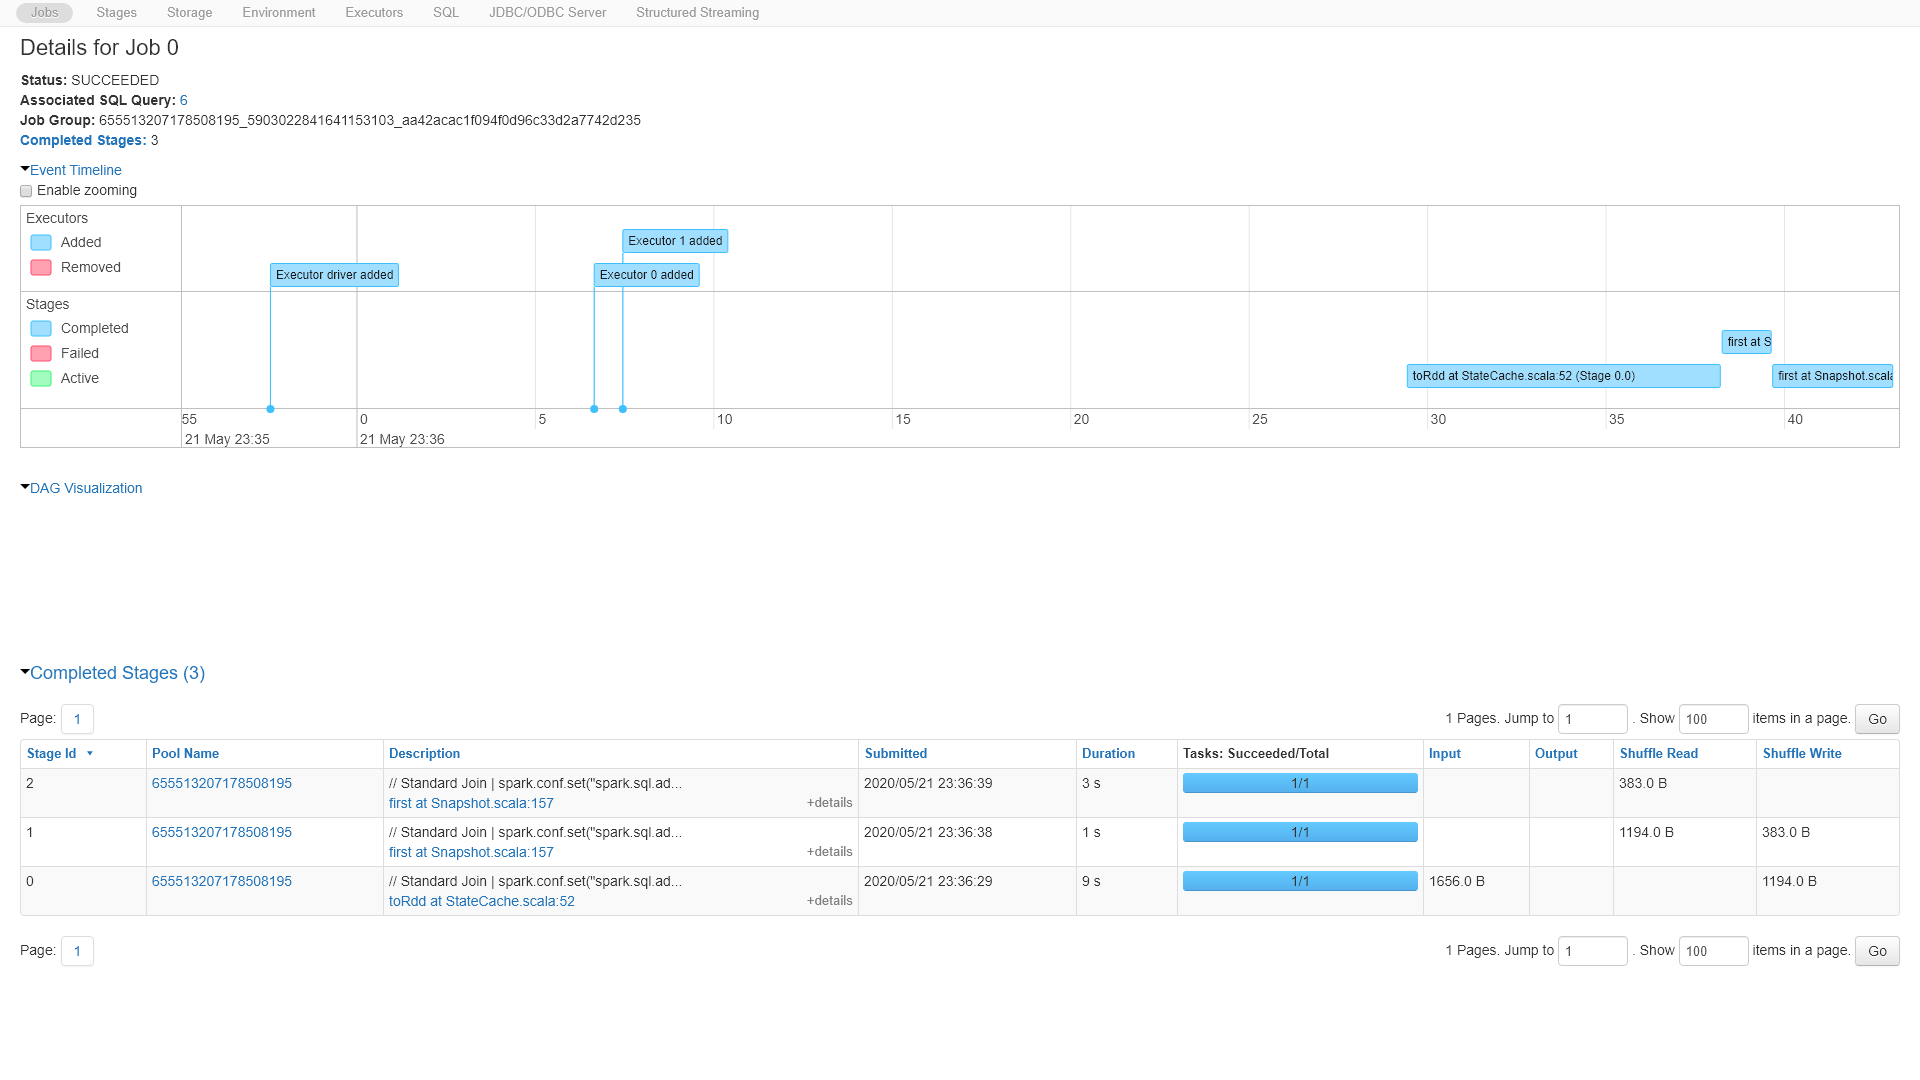 Jobs Stages Storage Environment Executors SQL JDBC/ODBC Server Structured Streaming
Details for Job 0
Status: SUCCEEDED
Associated SQL Query: 6
Job Group: 655513207178508195_5903022841641153103_aa42acac1f094f0d96c33d2a7742d235
Completed Stages: 3
Event Timeline
Enable zooming
Executors
Added
Removed
Executor driver added
Executor 0 added
Executor 1 added
Stages
Completed
Failed
Active
toRdd at StateCache.scala:52 (Stage 0.0)
first at S
first at Snapshot.scala
55 0 5 10 15 20 25 30 35 40
21 May 23:35 21 May 23:36
DAG Visualization
Completed Stages (3)
Page: 1 1 Pages. Jump to 1 . Show 100 items in a page. Go
Stage Id Pool Name Description Submitted Duration Tasks: Succeeded/Total Input Output Shuffle Read Shuffle Write
2 655513207178508195 // Standard Join | spark.conf.set("spark.sql.ad... 2020/05/21 23:36:39 3 s 1/1 383.0 B
first at Snapshot.scala:157 +details
1 655513207178508195 // Standard Join | spark.conf.set("spark.sql.ad... 2020/05/21 23:36:38 1 s 1/1 1194.0 B 383.0 B
first at Snapshot.scala:157 +details
0 655513207178508195 // Standard Join | spark.conf.set("spark.sql.ad... 2020/05/21 23:36:29 9 s 1/1 1656.0 B 1194.0 B
toRdd at StateCache.scala:52 +details
Page: 1 1 Pages. Jump to 1 . Show 100 items in a page. Go